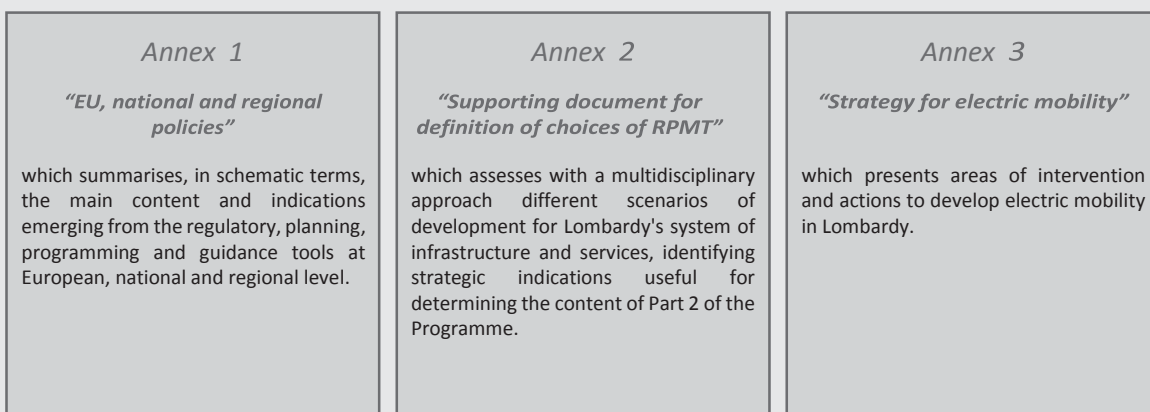 Annex 1
“EU, national and regional
policies”
which summarises, in schematic terms,
the main content and indications
emerging from the regulatory, planning,
programming and guidance tools at
European, national and regional level.
Annex 2
“Supporting document for
definition of choices of RPMT”
which assesses with a multidisciplinary
approach different scenarios of
development for Lombardy's system of
infrastructure and services, identifying
strategic indications useful for
determining the content of Part 2 of the
Programme.
Annex 3
“Strategy for electric mobility”
which presents areas of intervention
and actions to develop electric mobility
in Lombardy.